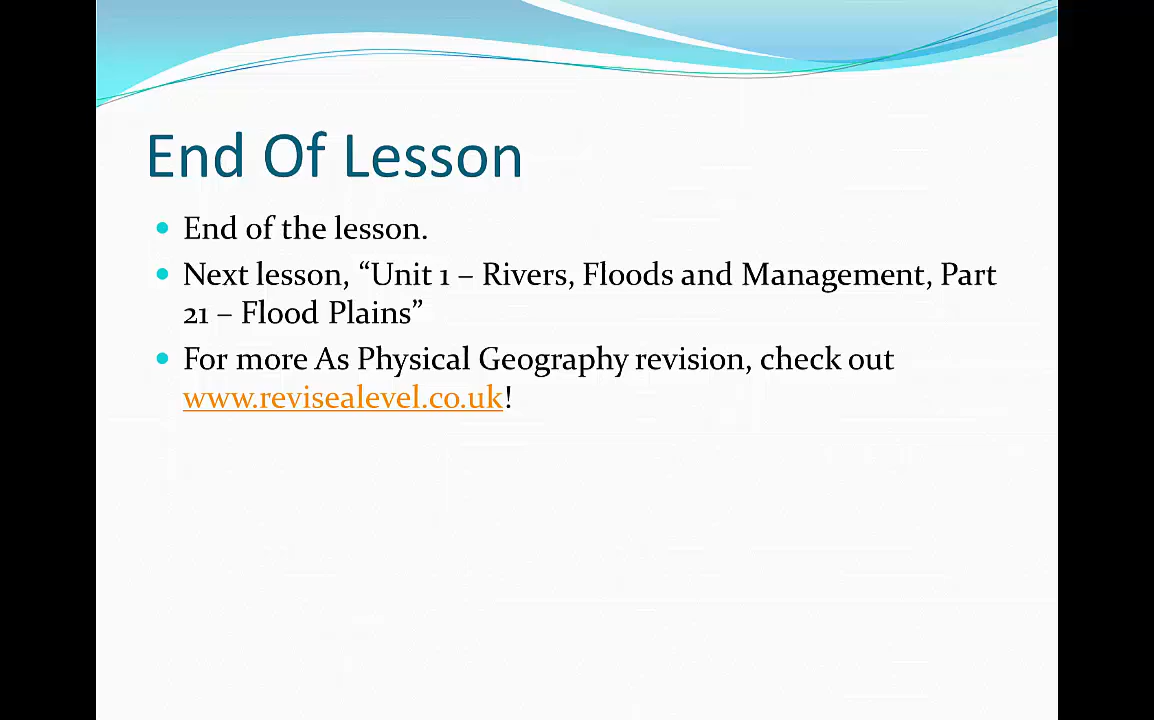 End Of Lesson
End of the lesson.
Next lesson, “Unit 1 – Rivers, Floods and Management, Part
21 – Flood Plains”
For more As Physical Geography revision, check out
www.revisealevel.co.uk!